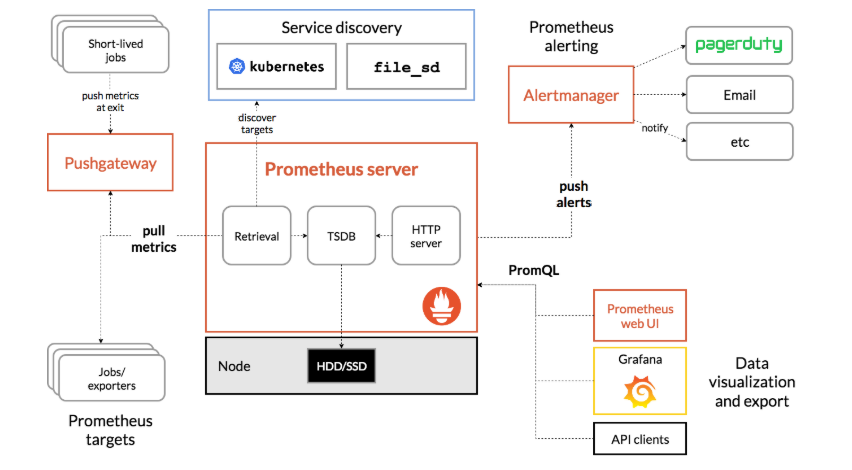 Short-lived
jobs
push metrics
at exit
Pushgateway
pull
metrics
Jobs/
exporters
Prometheus
targets
Service discovery
kubernetes
file_sd
discover
targets
Prometheus server
Retrieval
TSDB
HTTP
server
Node
HDD/SSD
Prometheus
alerting
Alertmanager
pagerduty
Email
notify
etc
push
alerts
PromQL
Prometheus
web UI
Grafana
API clients
Data
visualization
and export